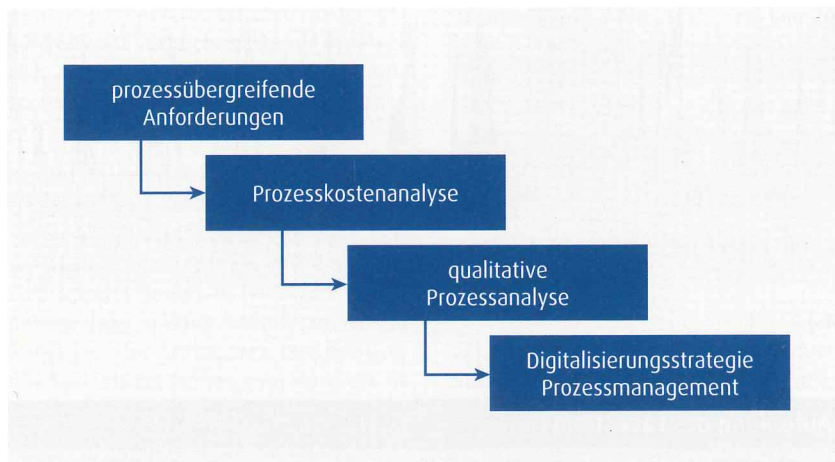 prozessübergreifende
Anforderungen
Prozesskostenanalyse
qualitative
Prozessanalyse
Digitalisierungsstrategie
Prozessmanagement